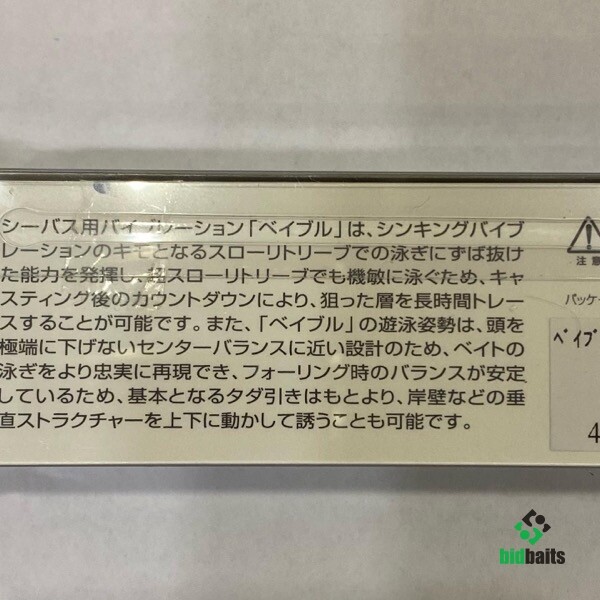 シーバス用バイブレーション「ベイブル」は、シンキングバイブ
レーションのキモとなるスローリトリーブでの泳ぎにずば抜け
た能力を発揮し、超スローリトリーブでも機敏に泳ぐため、キャ
スティング後のカウントダウンにより、狙った層を長時間トレー
スすることが可能です。また、「ベイブル」の遊泳姿勢は、頭を
極端に下げないセンターバランスに近い設計のため、ベイトの
泳ぎをより忠実に再現でき、フォーリング時のバランスが安定
しているため、基本となるタダ引きはもとより、岸壁などの垂
直ストラクチャーを上下に動かして誘うことも可能です。
注意
パッケー
ベイブ
4
bidbaits